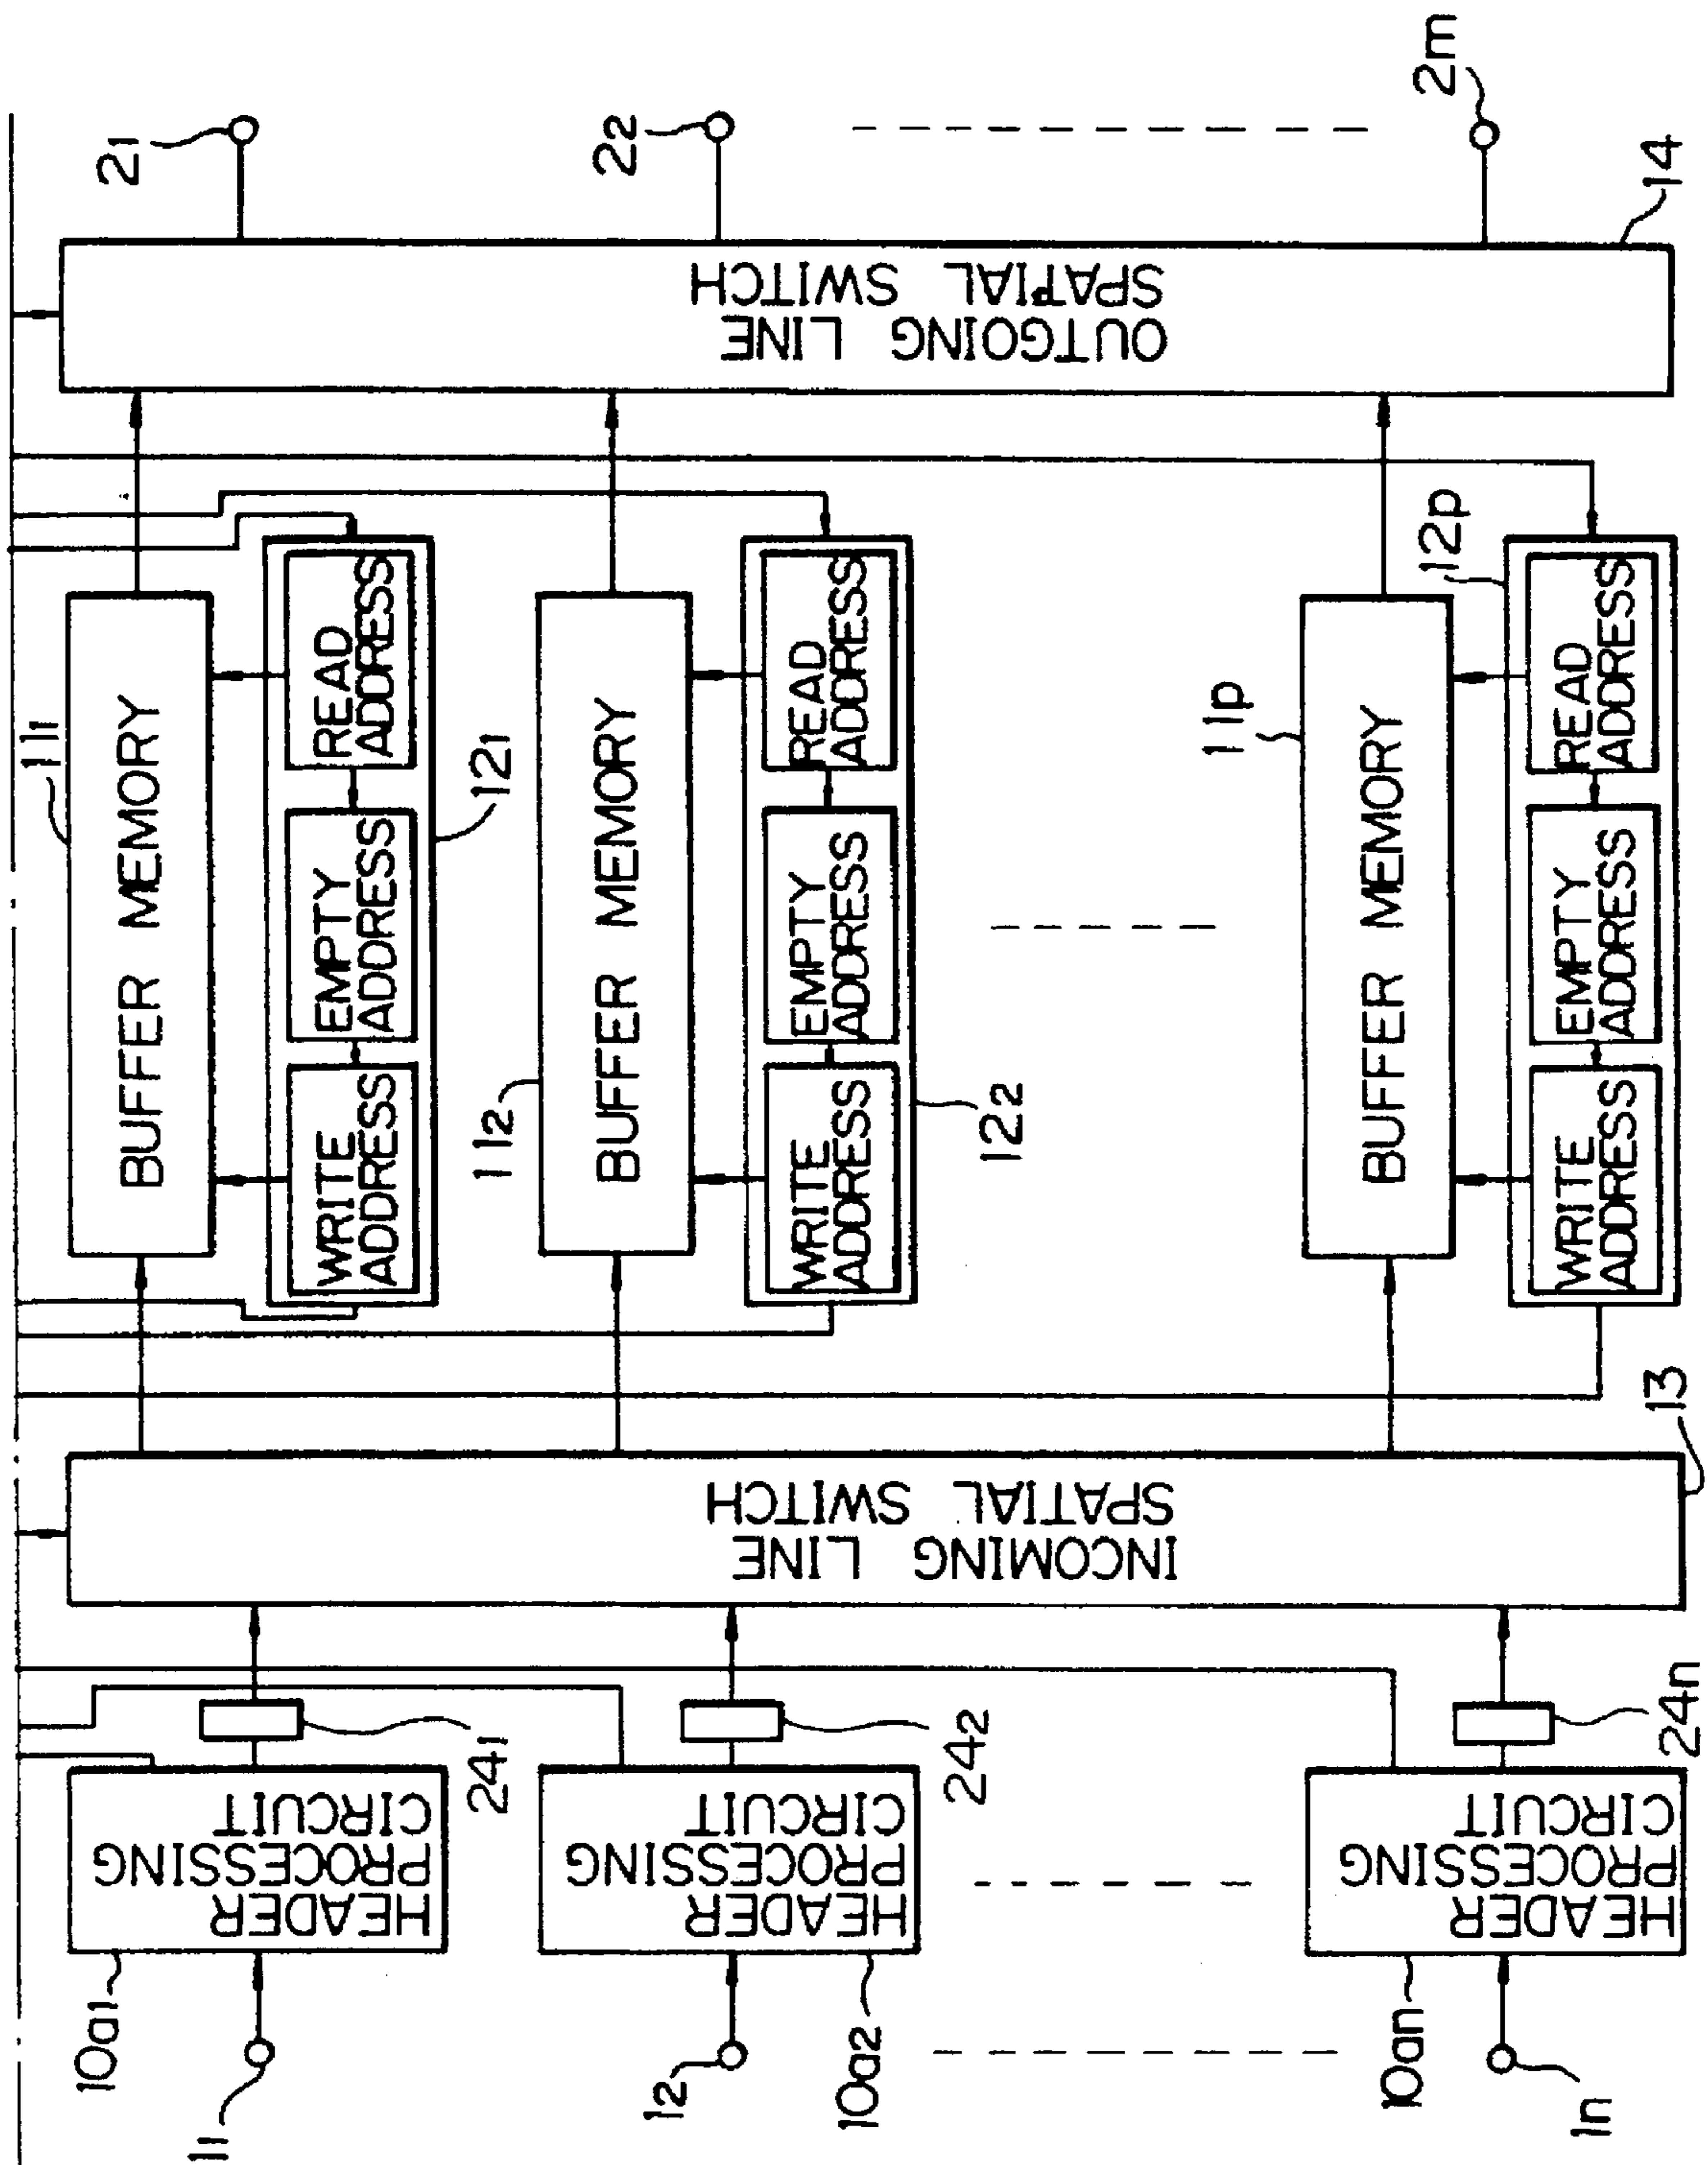 10a1
HEADER
PROCESSING
CIRCUIT
11
241
12
10a2
HEADER
PROCESSING
CIRCUIT
242
10an
1n
HEADER
PROCESSING
CIRCUIT
24n
INCOMING LINE
SPATIAL SWITCH
13
111
BUFFER MEMORY
WRITE
ADDRESS
EMPTY
ADDRESS
READ
ADDRESS
121
112
BUFFER MEMORY
WRITE
ADDRESS
EMPTY
ADDRESS
READ
ADDRESS
122
11p
BUFFER MEMORY
WRITE
ADDRESS
EMPTY
ADDRESS
READ
ADDRESS
12p
OUTGOING LINE
SPATIAL SWITCH
14
21
22
2m